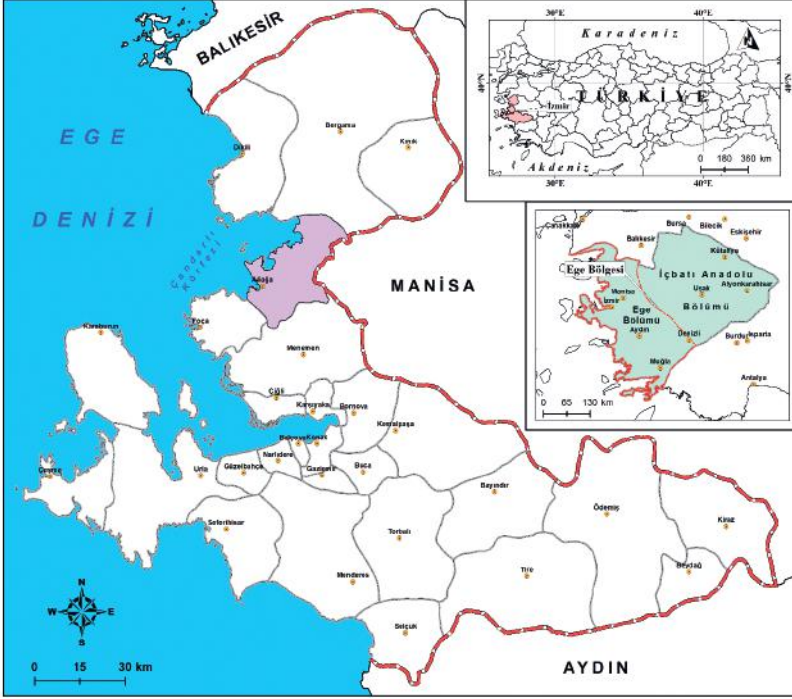 BALIKESİR
EGE
DENİZİ
Çandarlı
Körfezi
MANİSA
AYDIN
Bergama
Dikili
Kınık
Aliağa
Foça
Karaburun
Menemen
Çiğli
Karşıyaka
Bornova
Kemalpaşa
Balçova
Konak
Narlıdere
Güzelbahçe
Gaziemir
Buca
Çeşme
Urla
Seferihisar
Bayındır
Ödemiş
Kiraz
Torbalı
Menderes
Tire
Beydağ
Selçuk
N
W
E
S
0 15 30 km
30°E
40°E
Karadeniz
N
40°N
40°N
TÜRKİYE
İzmir
Akdeniz
0 180 360 km
30°E
40°E
Çanakkale
Bursa
Bilecik
Eskişehir
Balıkesir
Kütahya
Ege Bölgesi
İçbatı Anadolu
Bölümü
Manisa
Uşak
Afyonkarahisar
İzmir
Ege
Bölümü
Aydın
Denizli
Burdur
Isparta
Muğla
Antalya
0 65 130 km